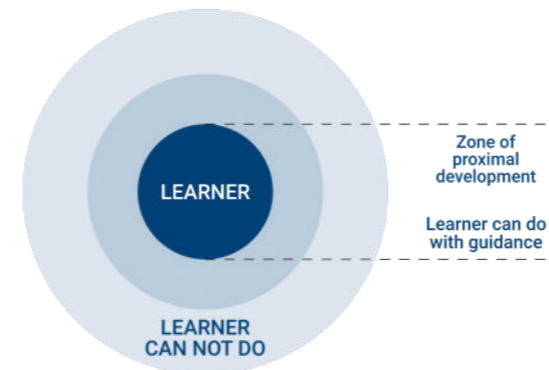 LEARNER
Zone of
proximal
development
Learner can do
with guidance
LEARNER
CAN NOT DO